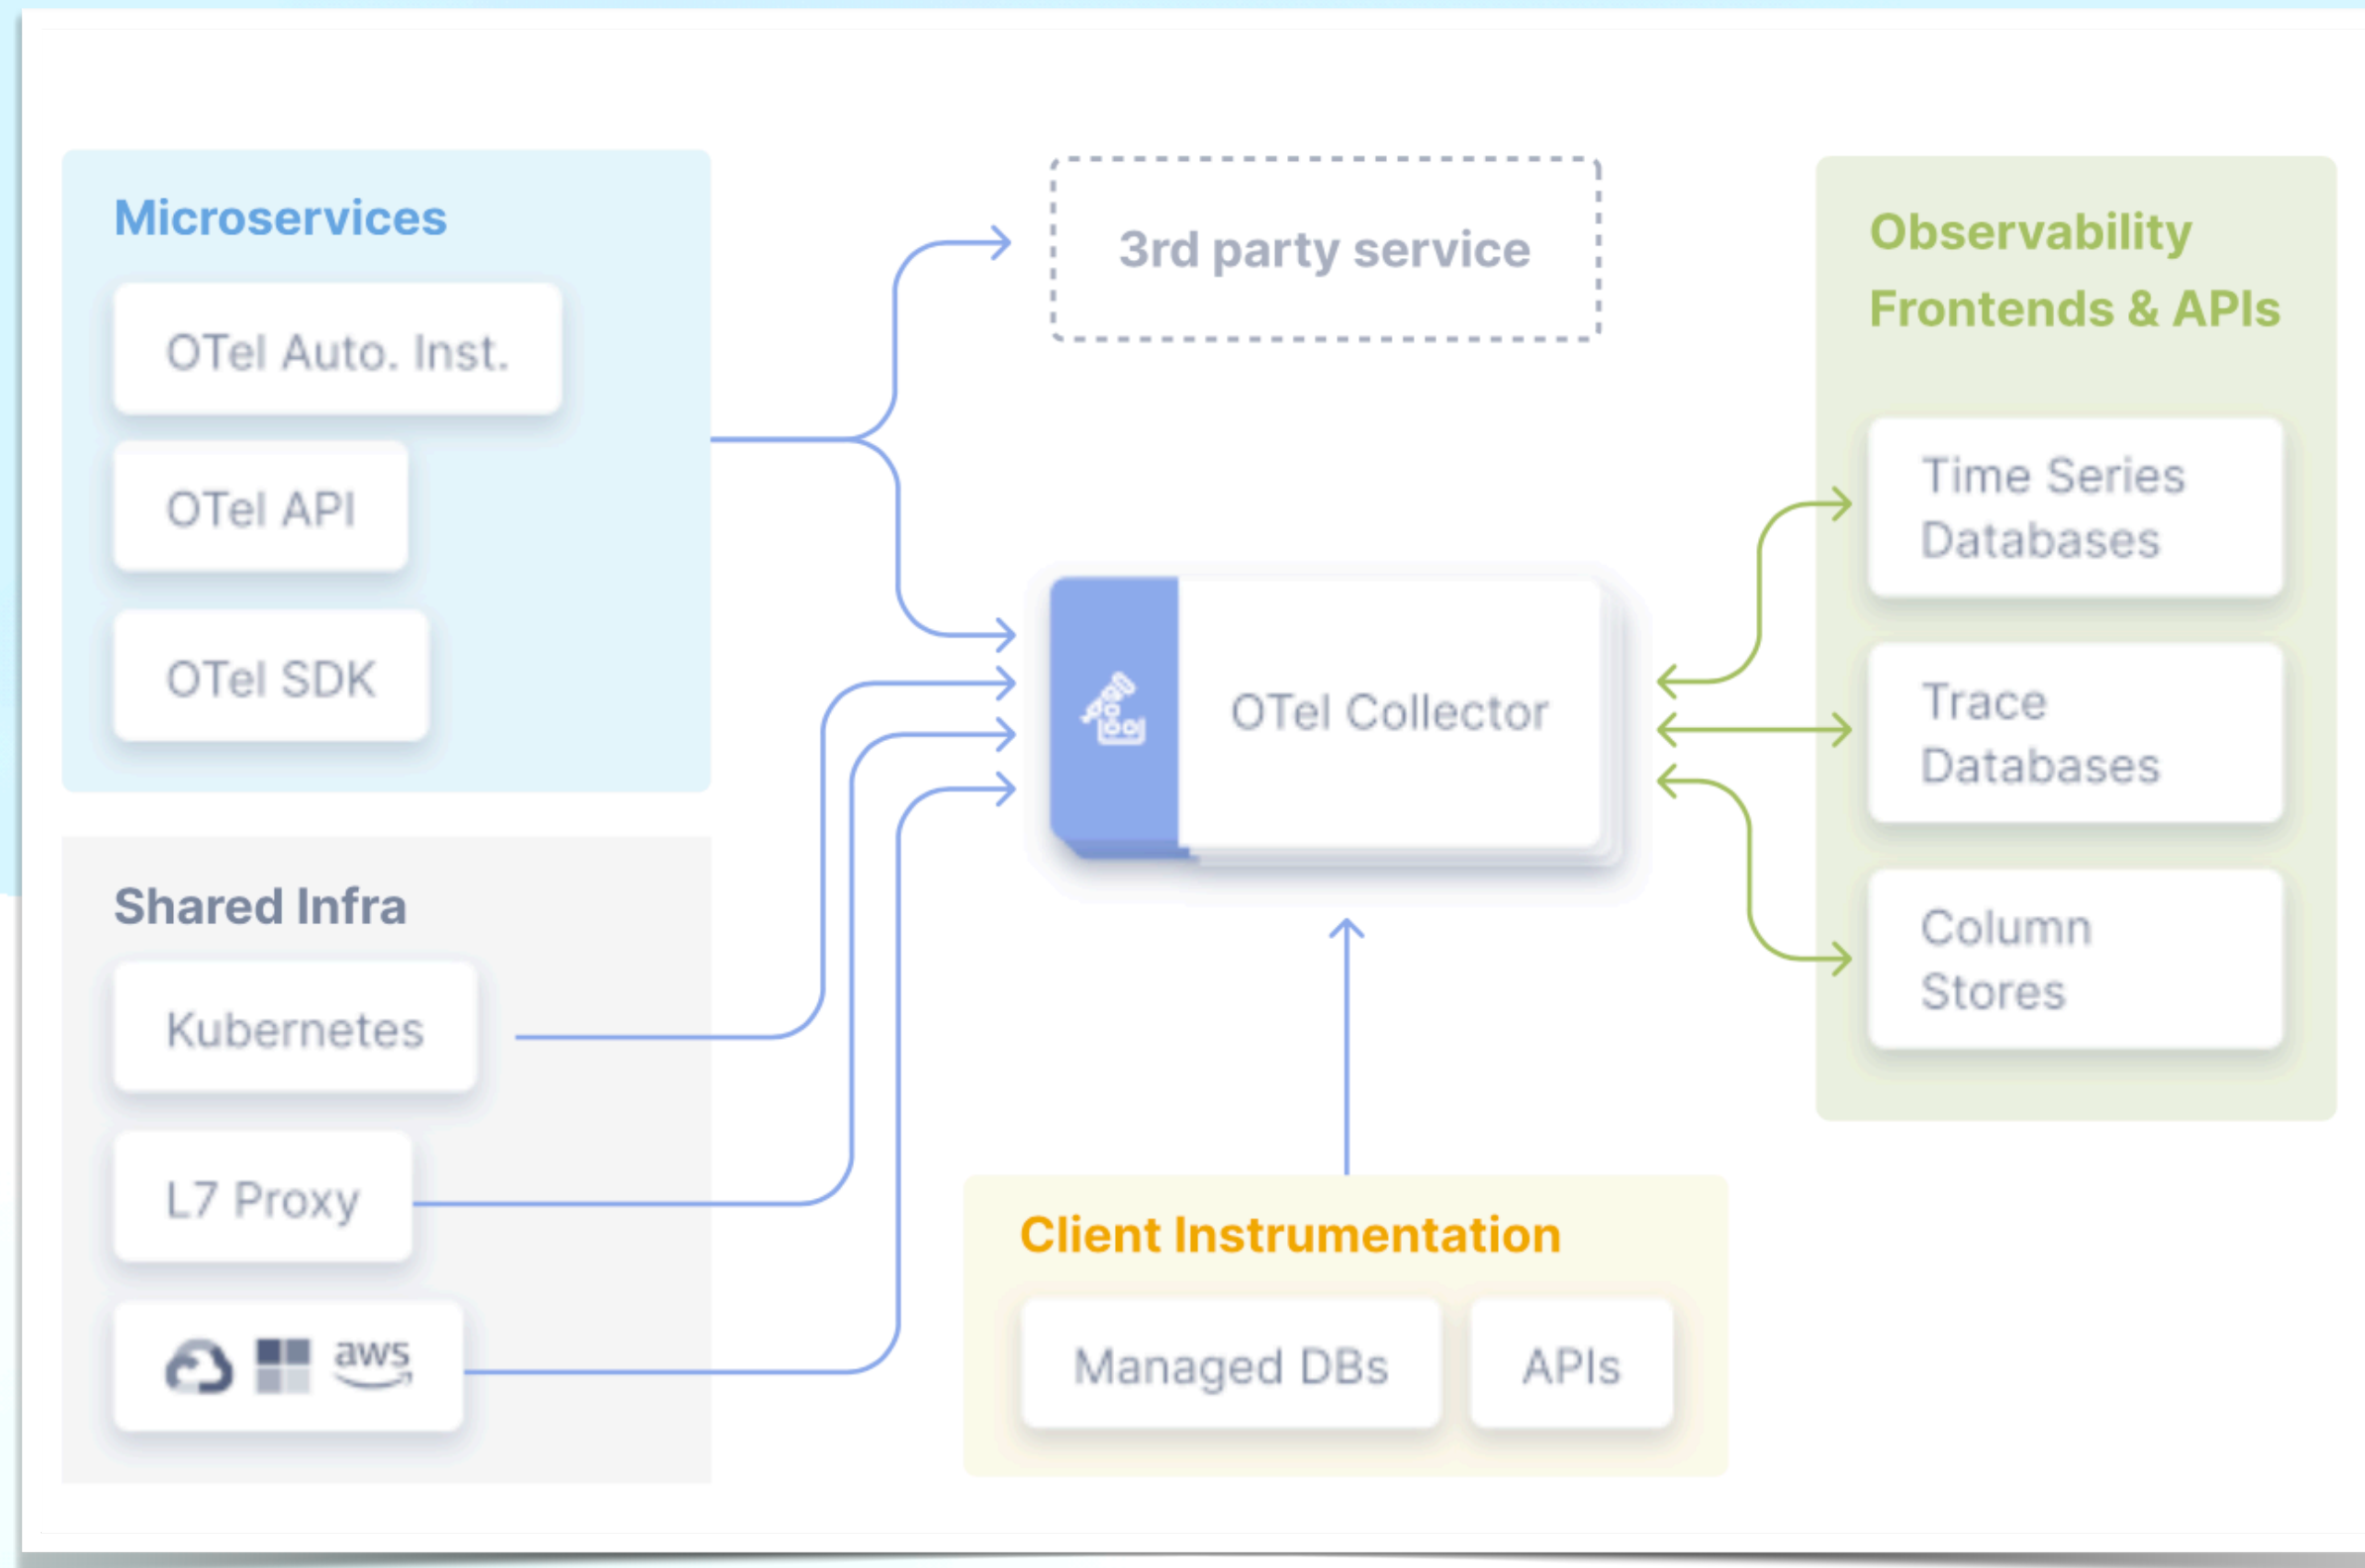 Microservices
OTel Auto. Inst.
OTel API
OTel SDK
Shared Infra
Kubernetes
L7 Proxy
aws
3rd party service
OTel Collector
Client Instrumentation
Managed DBs
APIs
Observability
Frontends & APIs
Time Series
Databases
Trace
Databases
Column
Stores